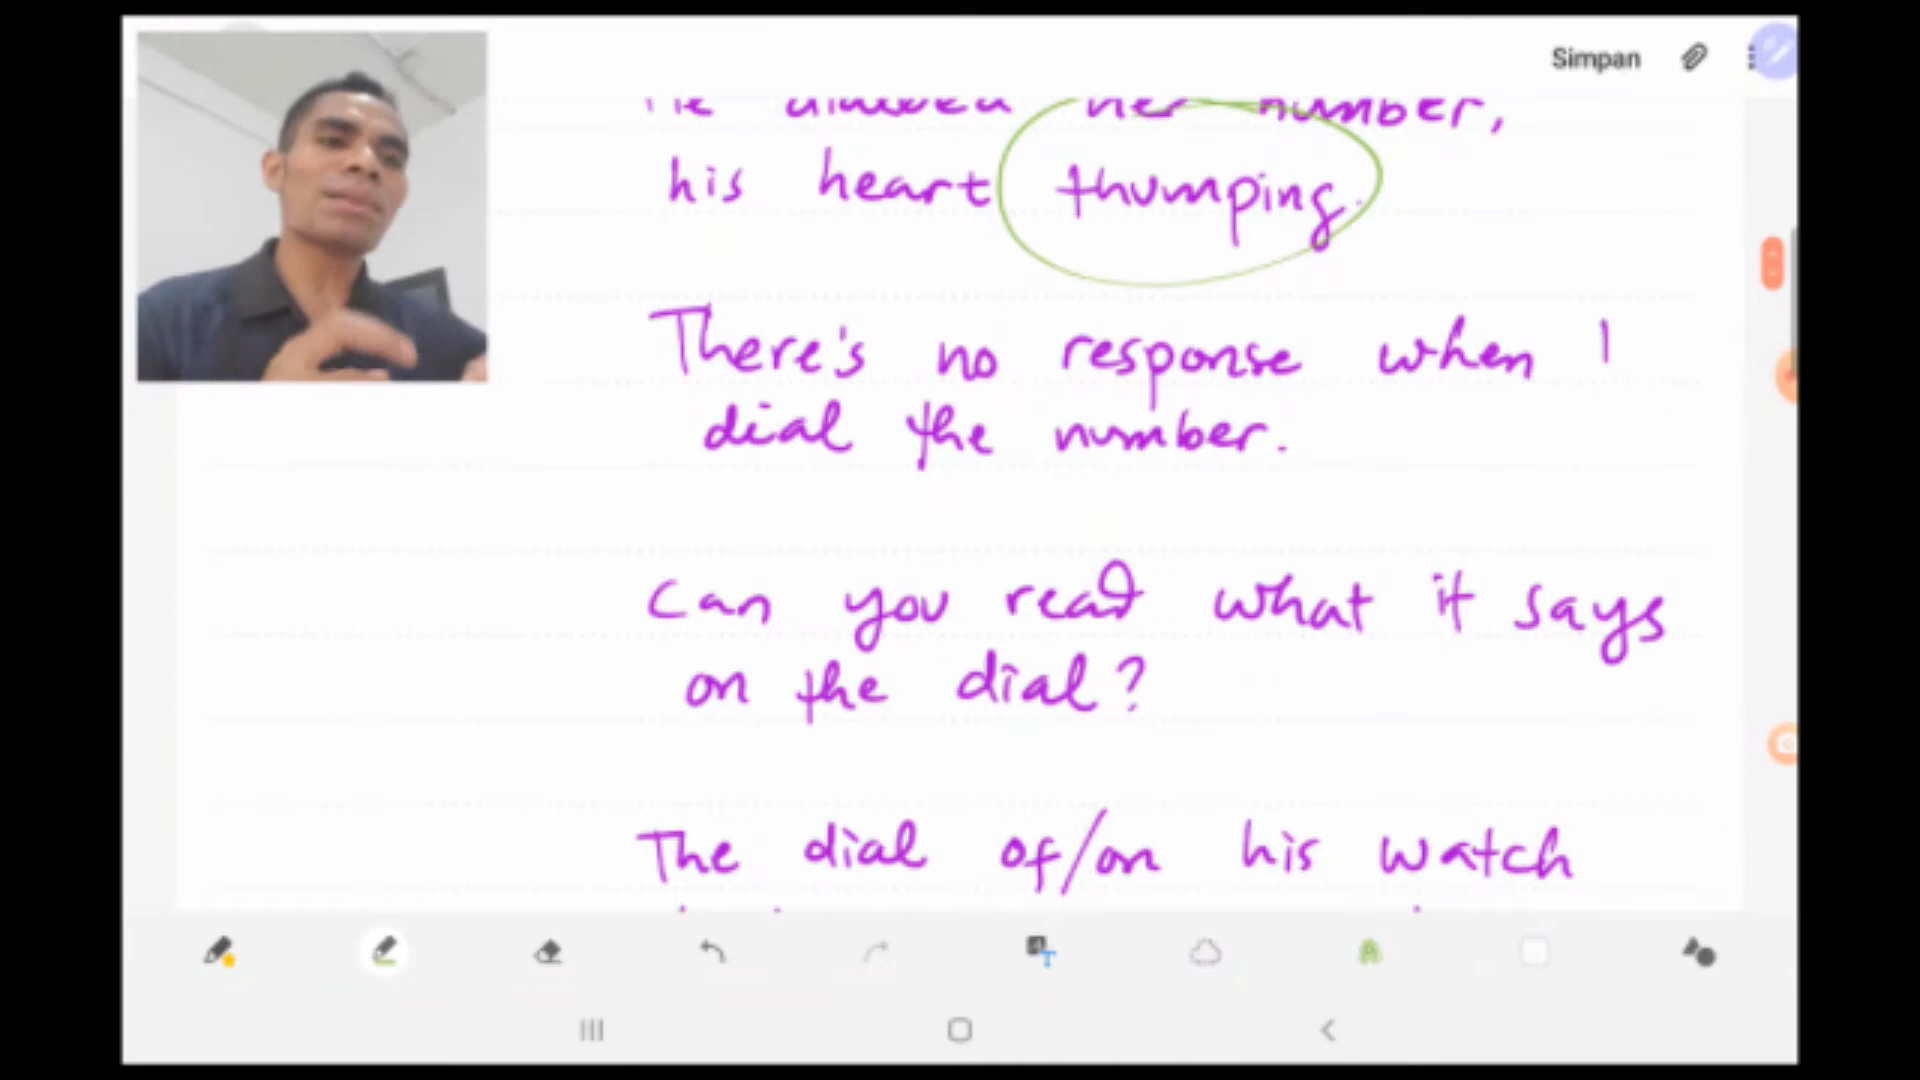 Simpan
her number,
his heart thumping.
There's no response when I
dial the number.
Can you read what it says
on the dial?
The dial of/on his watch